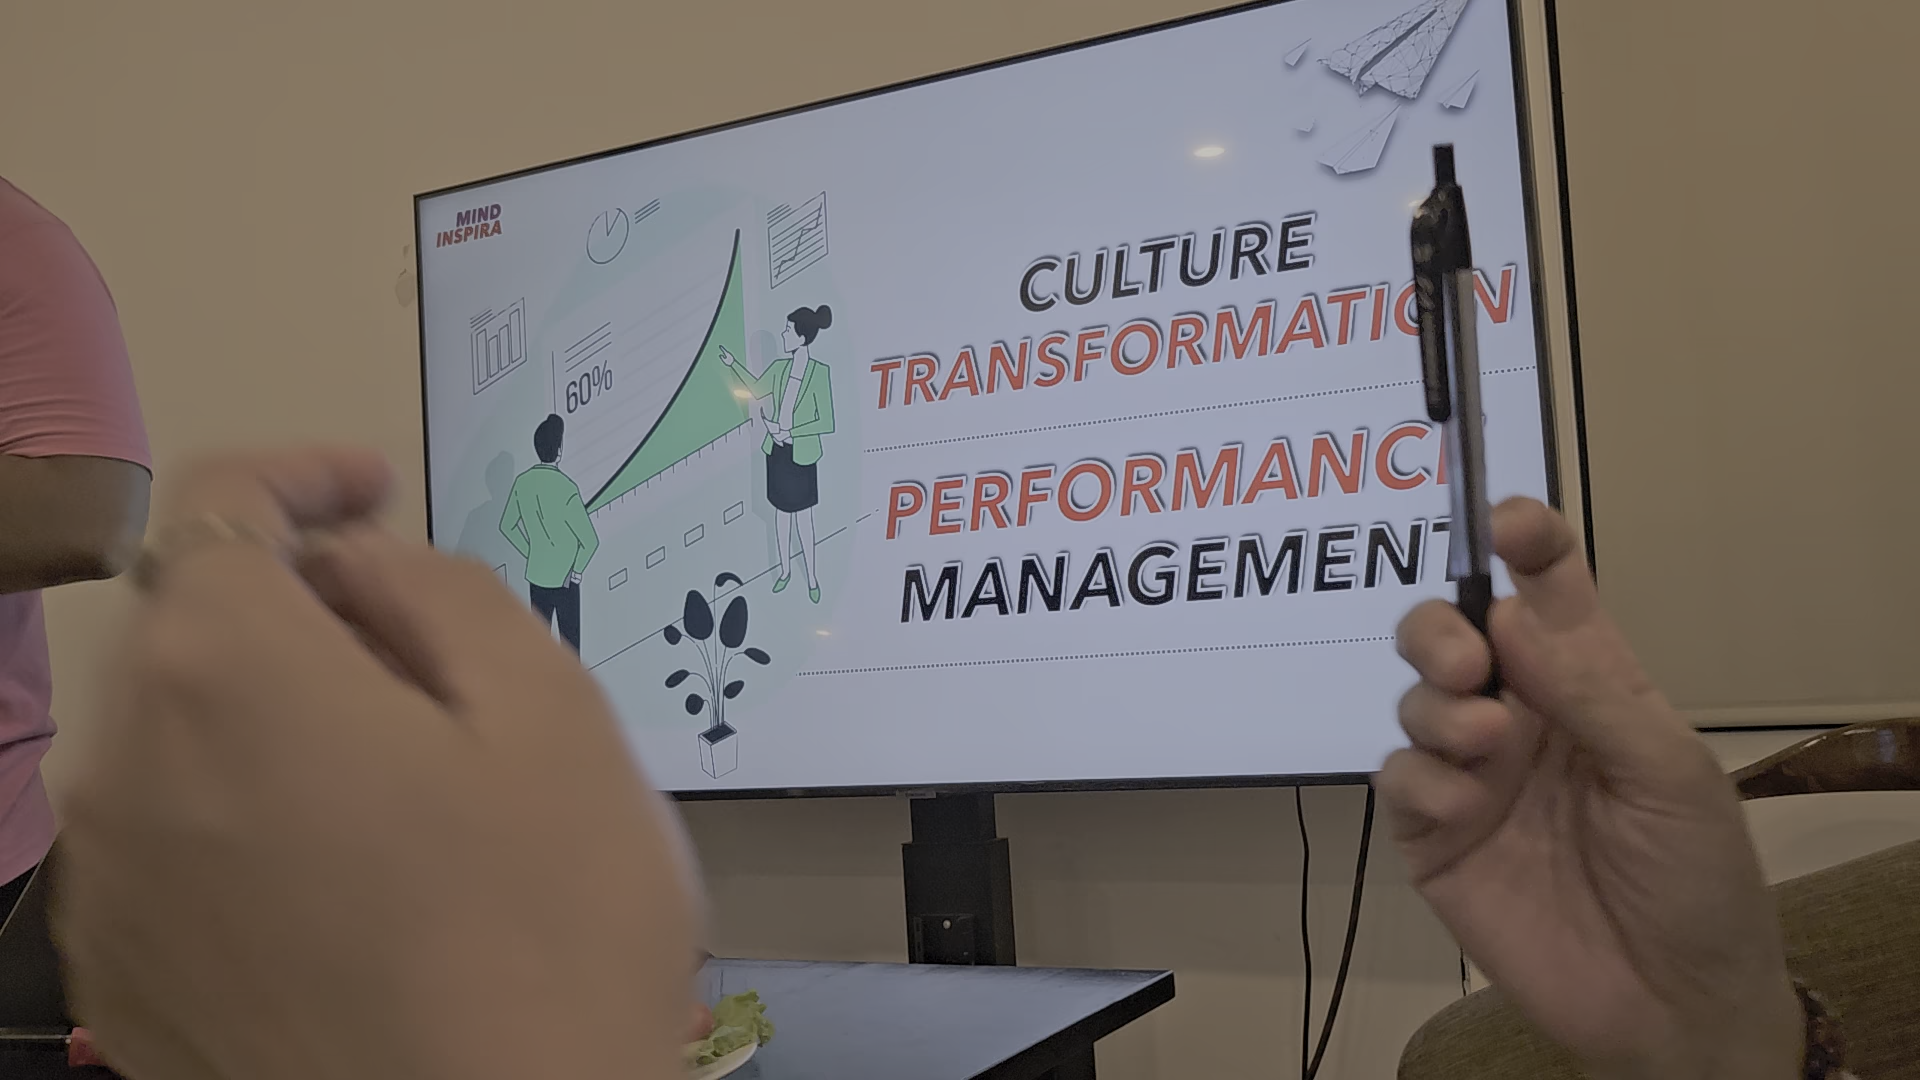 MIND
INSPIRA
60%
CULTURE
TRANSFORMATION
PERFORMANCE
MANAGEMENT